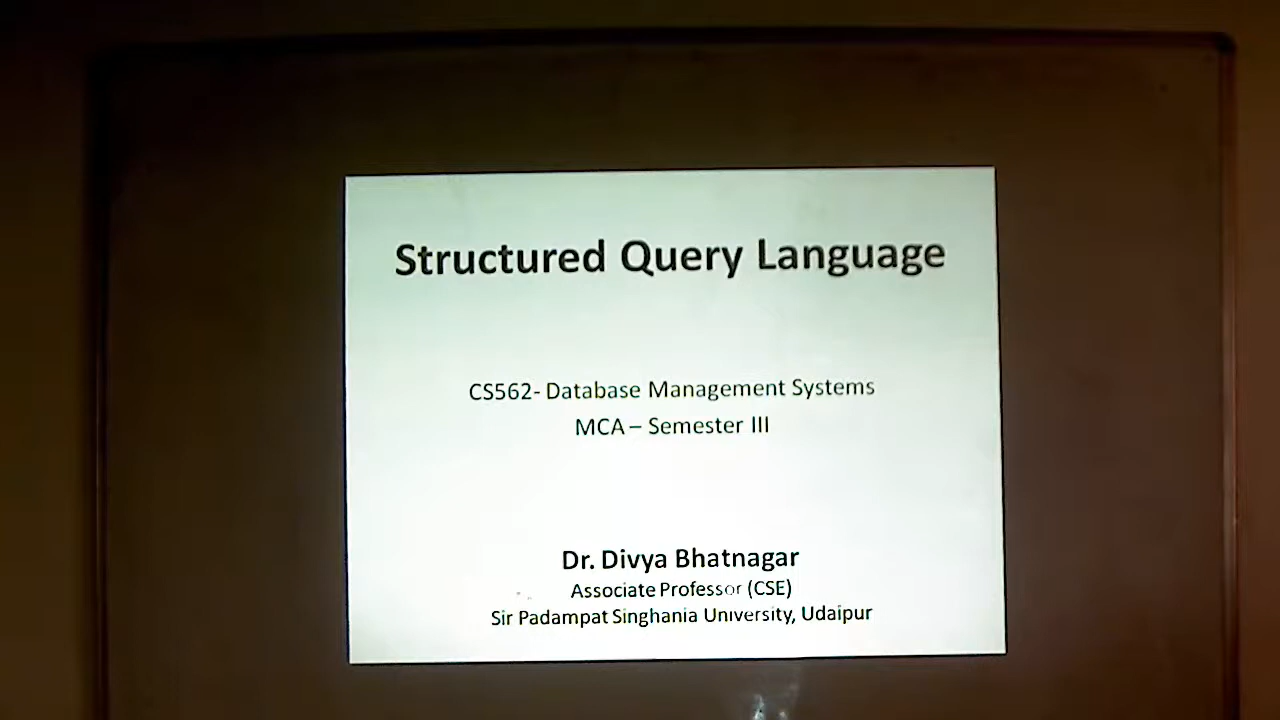 Structured Query Language
CS562- Database Management Systems
MCA – Semester III
Dr. Divya Bhatnagar
Associate Professor (CSE)
Sir Padampat Singhania University, Udaipur